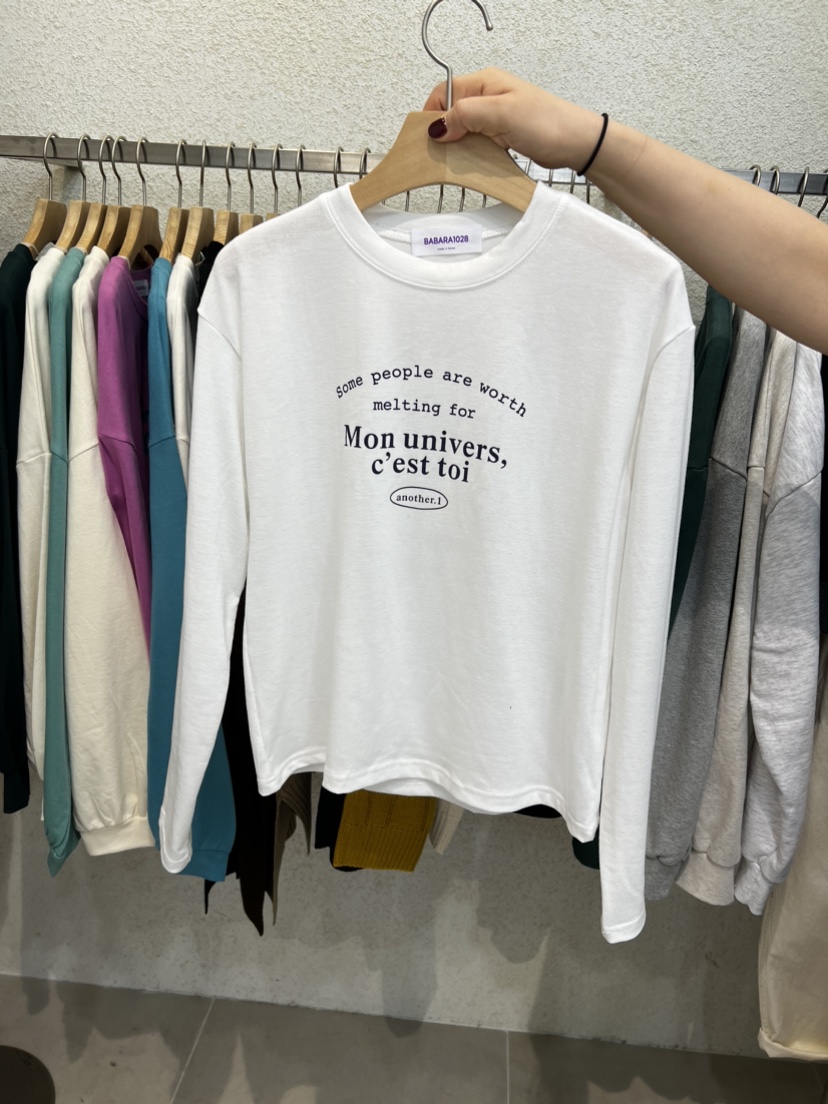 BABARA1028
some people are worth
melting for
Mon univers,
c'est toi
another.1